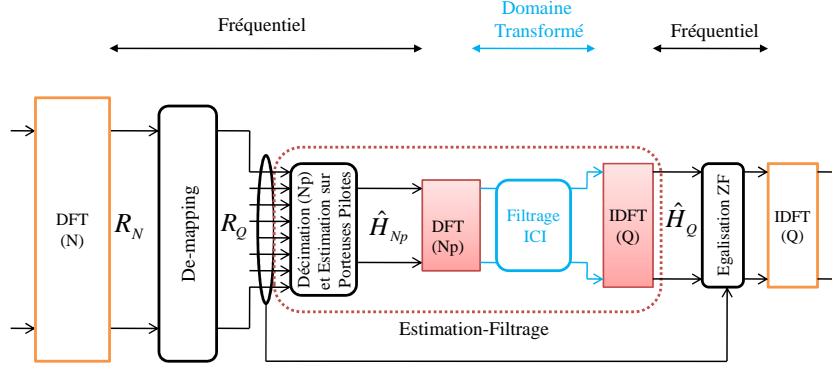 Domaine
Transformé
Fréquentiel
Fréquentiel
DFT
(N)
R_N
De-mapping
R_Q
Décimation (Np)
et Estimation sur
Porteuses Pilotes
Ĥ_Np
DFT
(Np)
Filtrage
ICI
IDFT
(Q)
Ĥ_Q
Egalisation ZF
IDFT
(Q)
Estimation-Filtrage